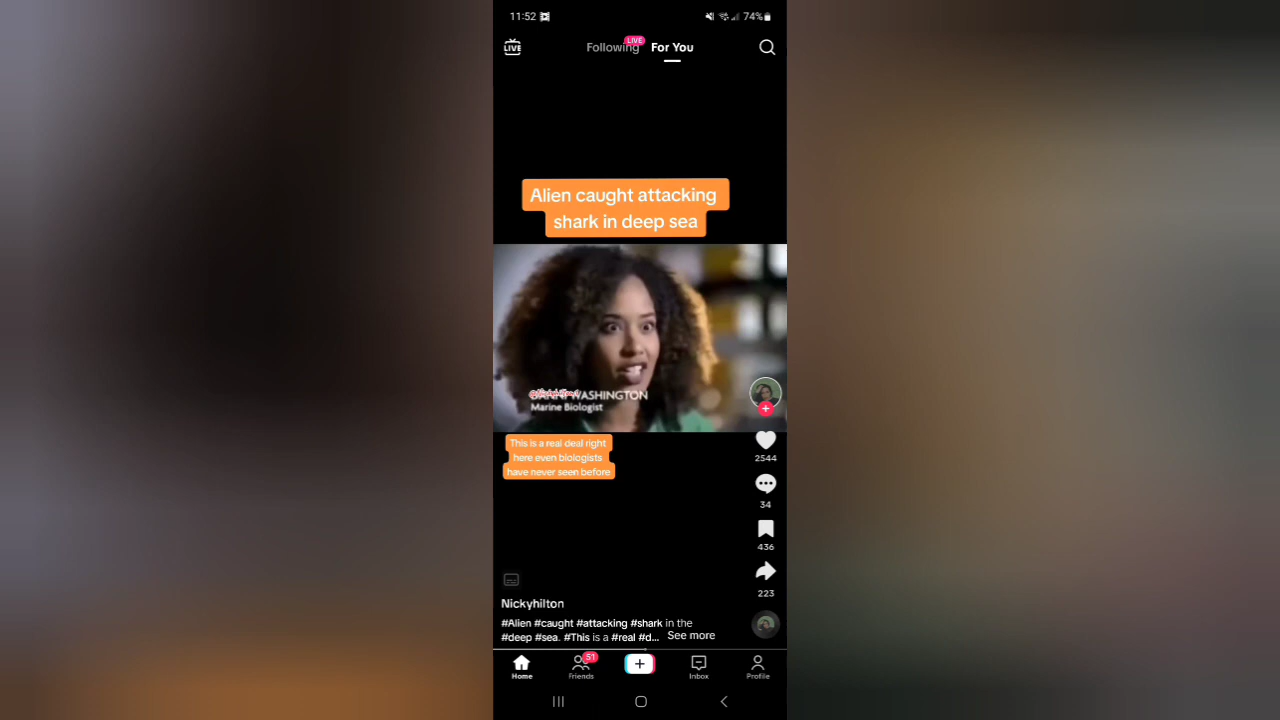 11:52
74%
LIVE
Following
LIVE
For You
Alien caught attacking
shark in deep sea
WASHINGTON
Marine Biologist
This is a real deal right
here even biologists
have never seen before
2544
34
436
223
Nickyhilton
#Alien #caught #attacking #shark in the
#deep #sea. #This is a #real #d... See more
51
Home
Friends
Inbox
Profile